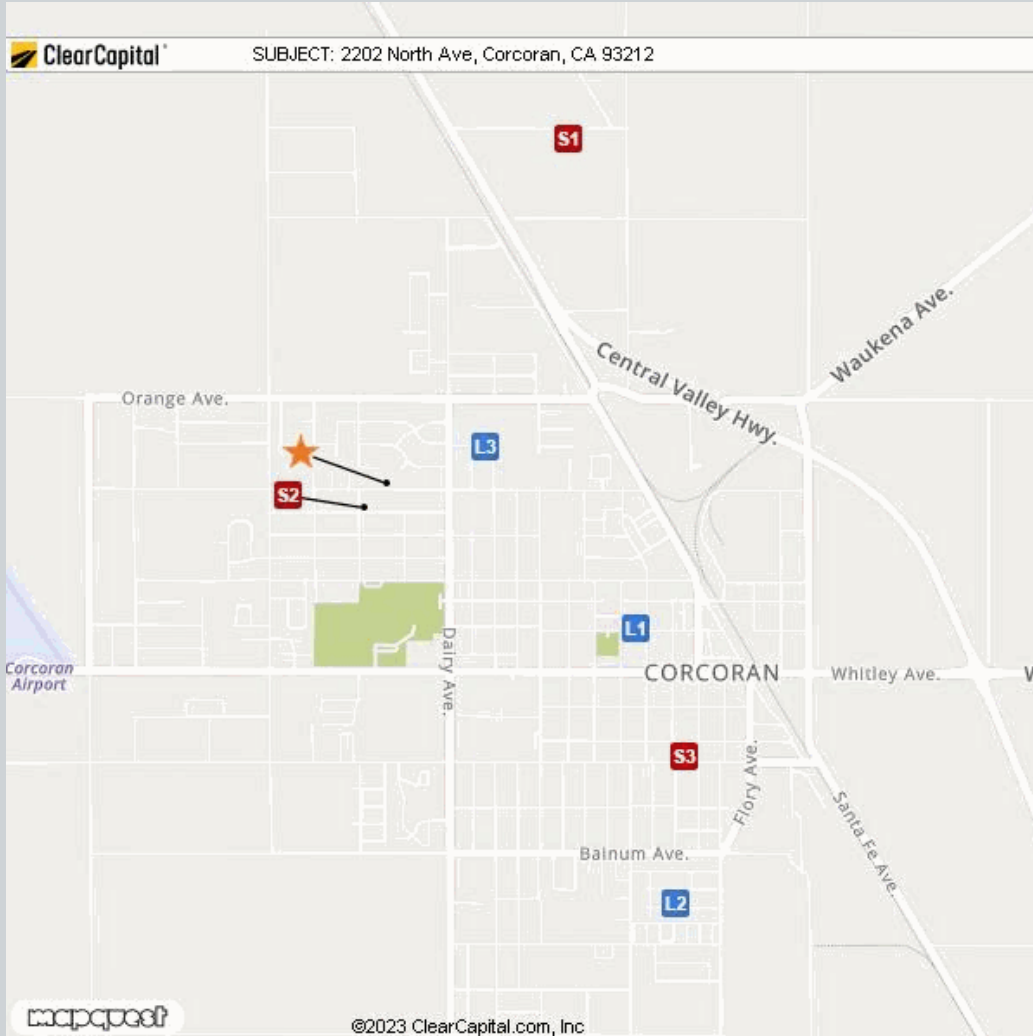 ClearCapital
SUBJECT: 2202 North Ave, Corcoran, CA 93212
S1
Central Valley Hwy.
Waukena Ave.
Orange Ave.
L3
S2
L1
Corcoran
Airport
Dairy Ave.
CORCORAN
Whitley Ave.
W
S3
Flory Ave.
Santa Fe Ave.
Bainum Ave.
L2
mapquest
©2023 ClearCapital.com, Inc